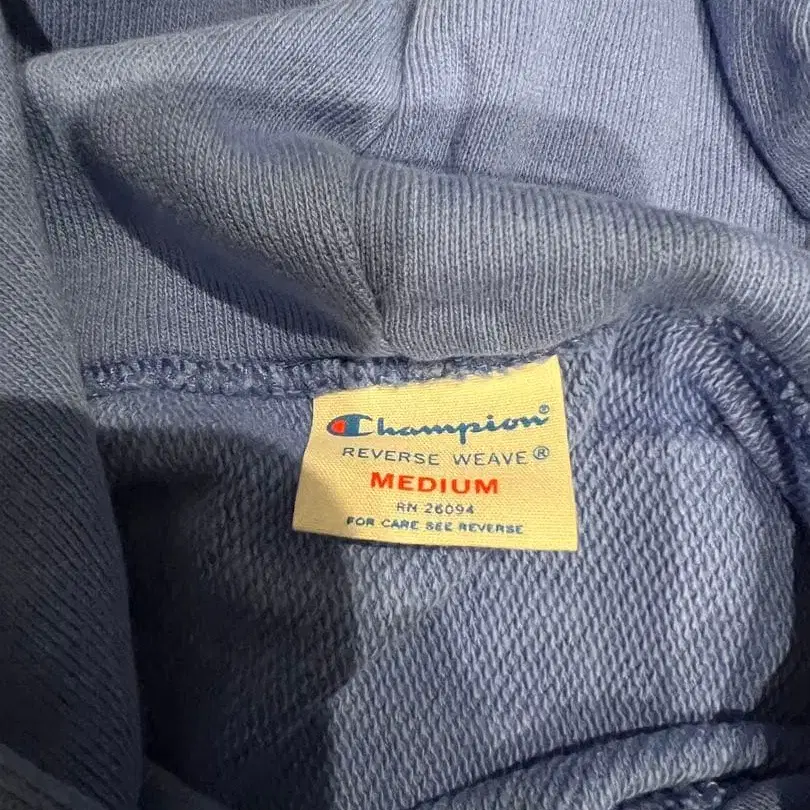 Champion®
REVERSE WEAVE®
MEDIUM
RN 26094
FOR CARE SEE REVERSE